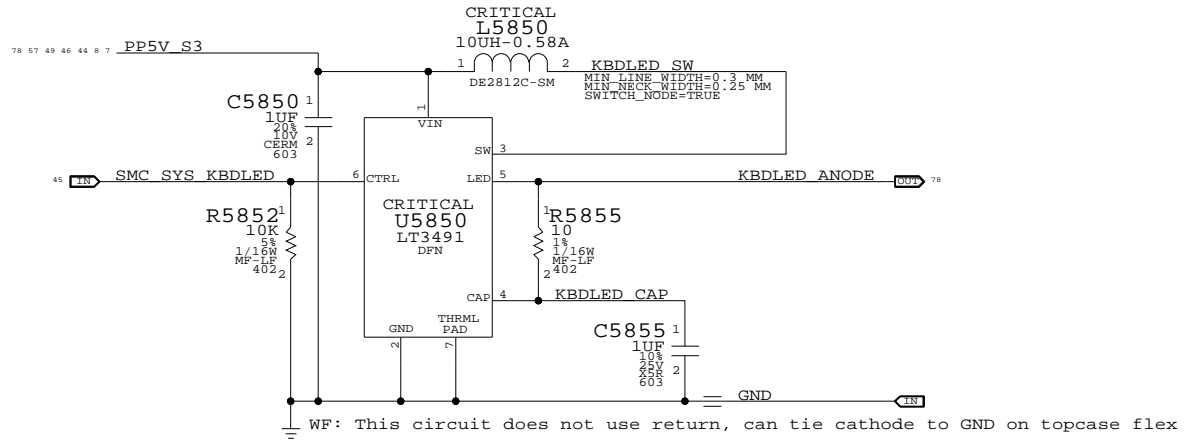 CRITICAL
L5850
10UH-0.58A
78 57 49 46 44 8 7 PP5V_S3
1 2 KBDLED_SW
DE2812C-SM
MIN_LINE_WIDTH=0.3 MM
MIN_NECK_WIDTH=0.25 MM
SWITCH_NODE=TRUE
C5850 1
1UF
20%
10V
CERM 2
603
1
VIN
SW 3
45 IN SMC_SYS_KBDLED 6 CTRL
LED 5 KBDLED_ANODE OUT 78
CRITICAL
U5850
LT3491
DFN
R5852 1
10K
5%
1/16W
MF-LF
402 2
1 R5855
10
1%
1/16W
MF-LF
2 402
CAP 4 KBDLED_CAP
THRML
GND PAD
2 7
C5855 1
1UF
10%
25V
X5R 2
603
GND IN
WF: This circuit does not use return, can tie cathode to GND on topcase flex